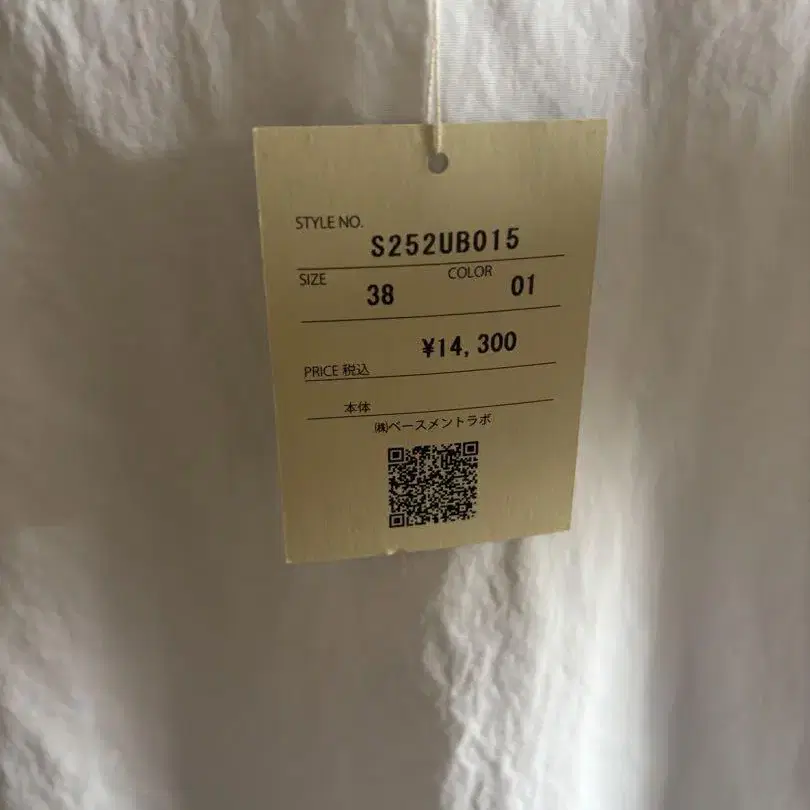 STYLE NO.
S252UB015
SIZE 38 COLOR 01
¥14,300
PRICE 税込
本体
㈱ベースメントラボ